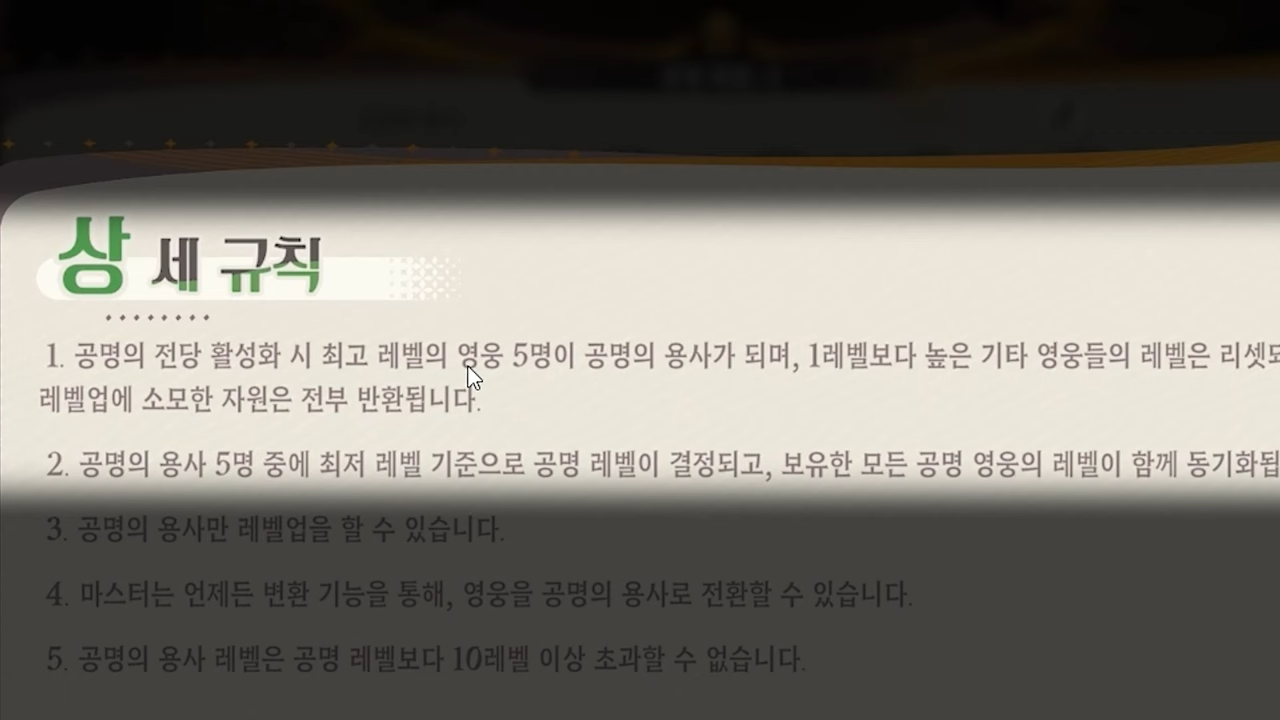 상세 규칙
1. 공명의 전당 활성화 시 최고 레벨의 영웅 5명이 공명의 용사가 되며, 1레벨보다 높은 기타 영웅들의 레벨은
레벨업에 소모한 자원은 전부 반환됩니다.
2. 공명의 용사 5명 중에 최저 레벨 기준으로 공명 레벨이 결정되고, 보유한 모든 공명 영웅의 레벨이 함께
3. 공명의 용사만 레벨업을 할 수 있습니다.
4. 마스터는 언제든 변환 기능을 통해, 영웅을 공명의 용사로 전환할 수 있습니다.
5. 공명의 용사 레벨은 공명 레벨보다 10레벨 이상 초과할 수 없습니다.